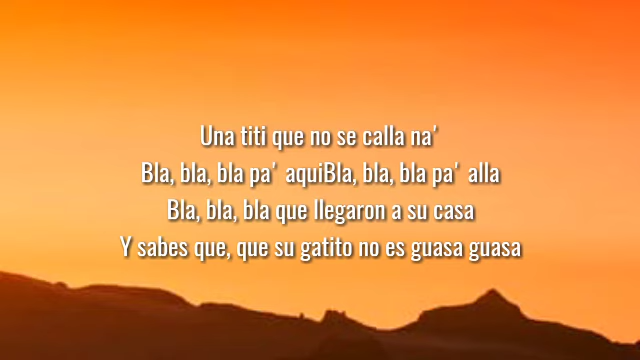 Una titi que no se calla na'
Bla, bla, bla pa' aquiBla, bla, bla pa' alla
Bla, bla, bla que llegaron a su casa
Y sabes que, que su gatito no es guasa guasa